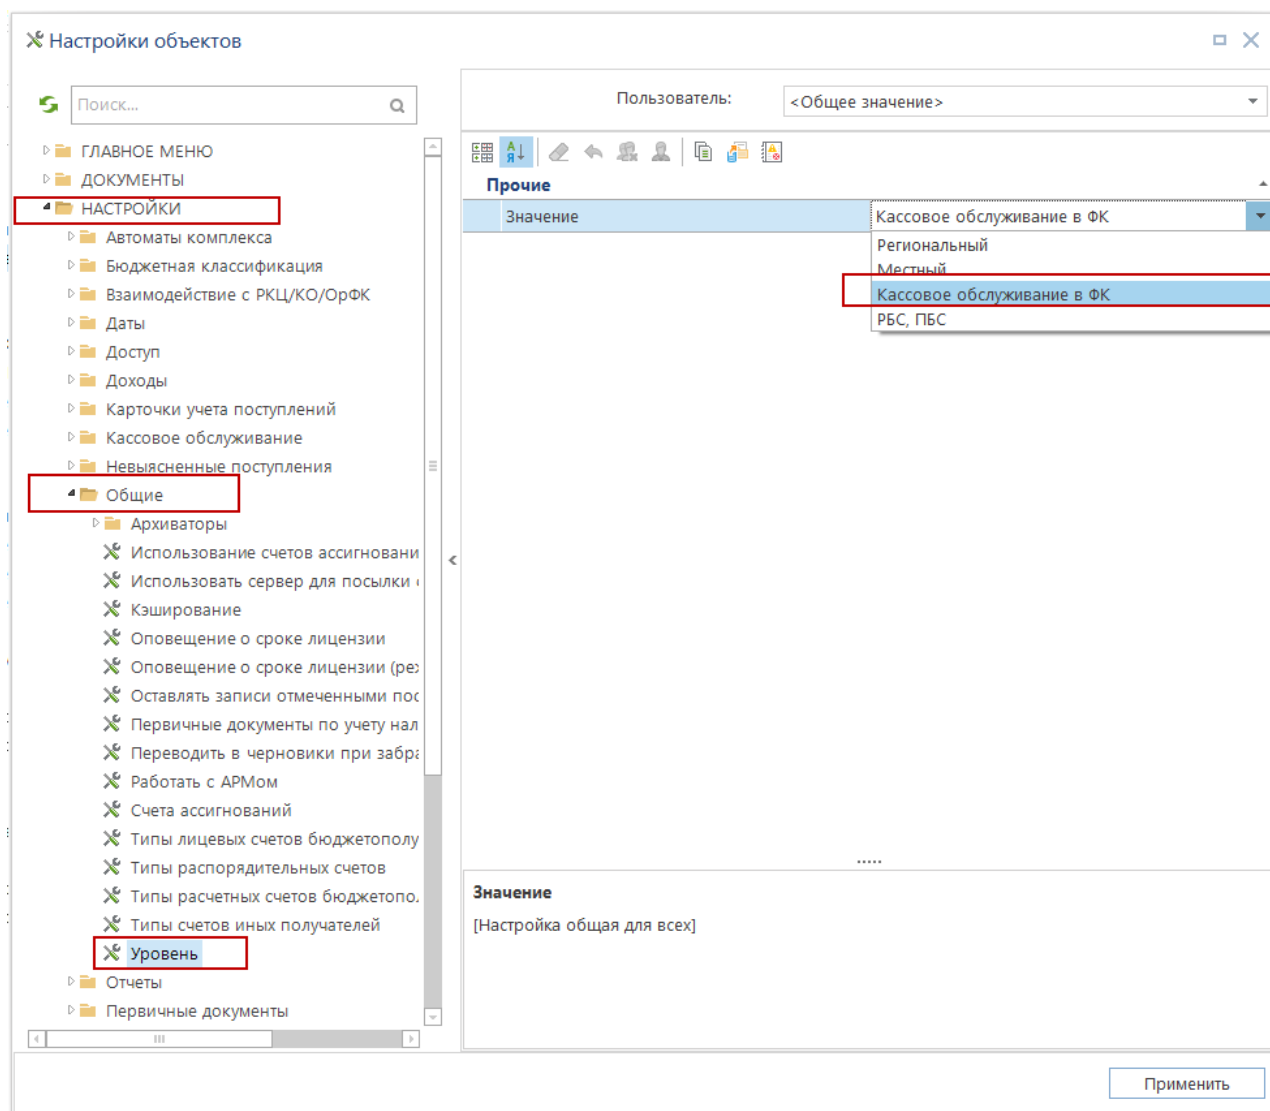 Настройки объектов
Поиск...
ГЛАВНОЕ МЕНЮ
ДОКУМЕНТЫ
НАСТРОЙКИ
Автоматы комплекса
Бюджетная классификация
Взаимодействие с РКЦ/КО/ОрФК
Даты
Доступ
Доходы
Карточки учета поступлений
Кассовое обслуживание
Невыясненные поступления
Общие
Архиваторы
Использование счетов ассигновани
Использовать сервер для посылки
Кэширование
Оповещение о сроке лицензии
Оповещение о сроке лицензии (реж
Оставлять записи отмеченными пос
Первичные документы по учету нал
Переводить в черновики при забра
Работать с АРМом
Счета ассигнований
Типы лицевых счетов бюджетополу
Типы распорядительных счетов
Типы расчетных счетов бюджетопо.
Типы счетов иных получателей
Уровень
Отчеты
Первичные документы
Пользователь: <Общее значение>
Прочие
Значение Кассовое обслуживание в ФК
Региональный
Местный
Кассовое обслуживание в ФК
РБС, ПБС
Значение
[Настройка общая для всех]
Применить